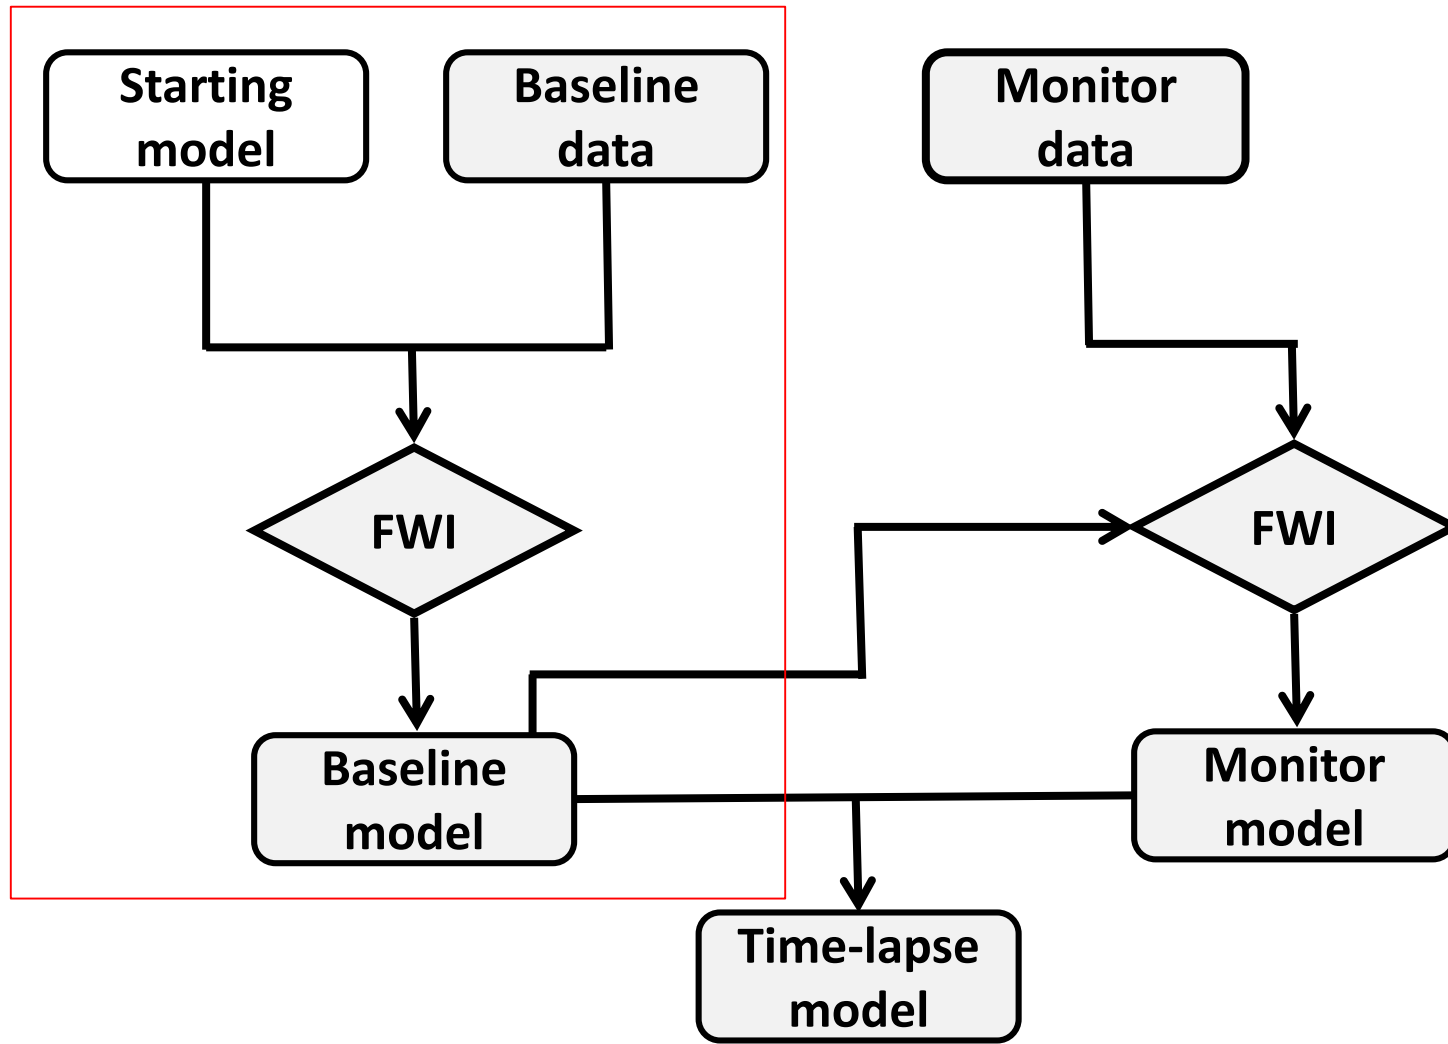 Starting
model
Baseline
data
Monitor
data
FWI
FWI
Baseline
model
Monitor
model
Time-lapse
model